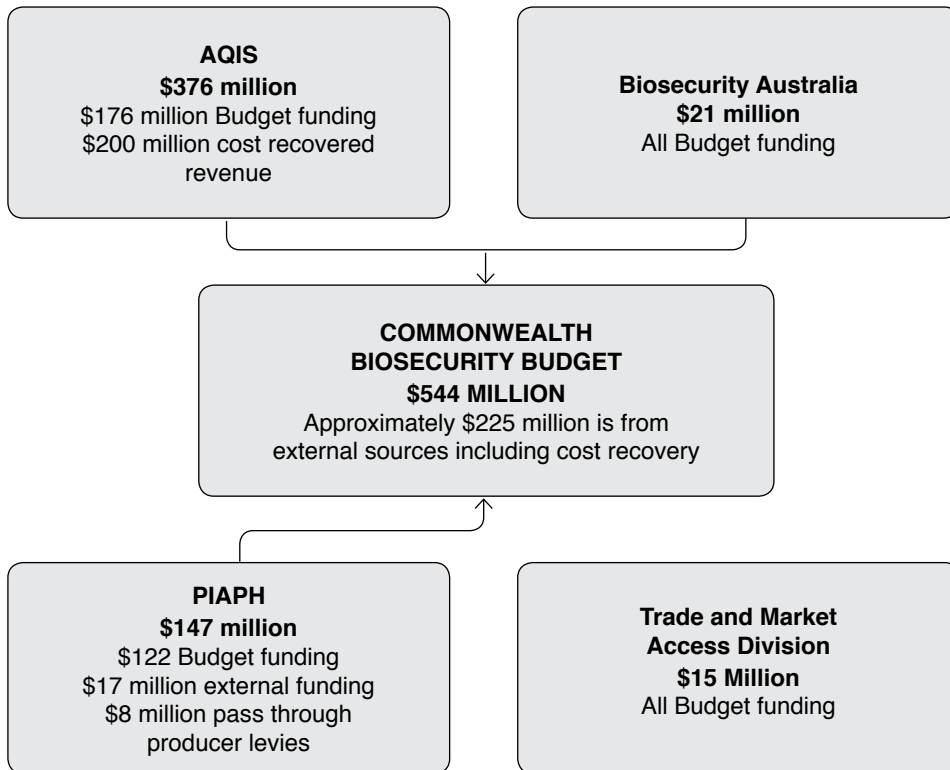 AQIS
$376 million
$176 million Budget funding
$200 million cost recovered
revenue
Biosecurity Australia
$21 million
All Budget funding
COMMONWEALTH
BIOSECURITY BUDGET
$544 MILLION
Approximately $225 million is from
external sources including cost recovery
PIAPH
$147 million
$122 Budget funding
$17 million external funding
$8 million pass through
producer levies
Trade and Market
Access Division
$15 Million
All Budget funding